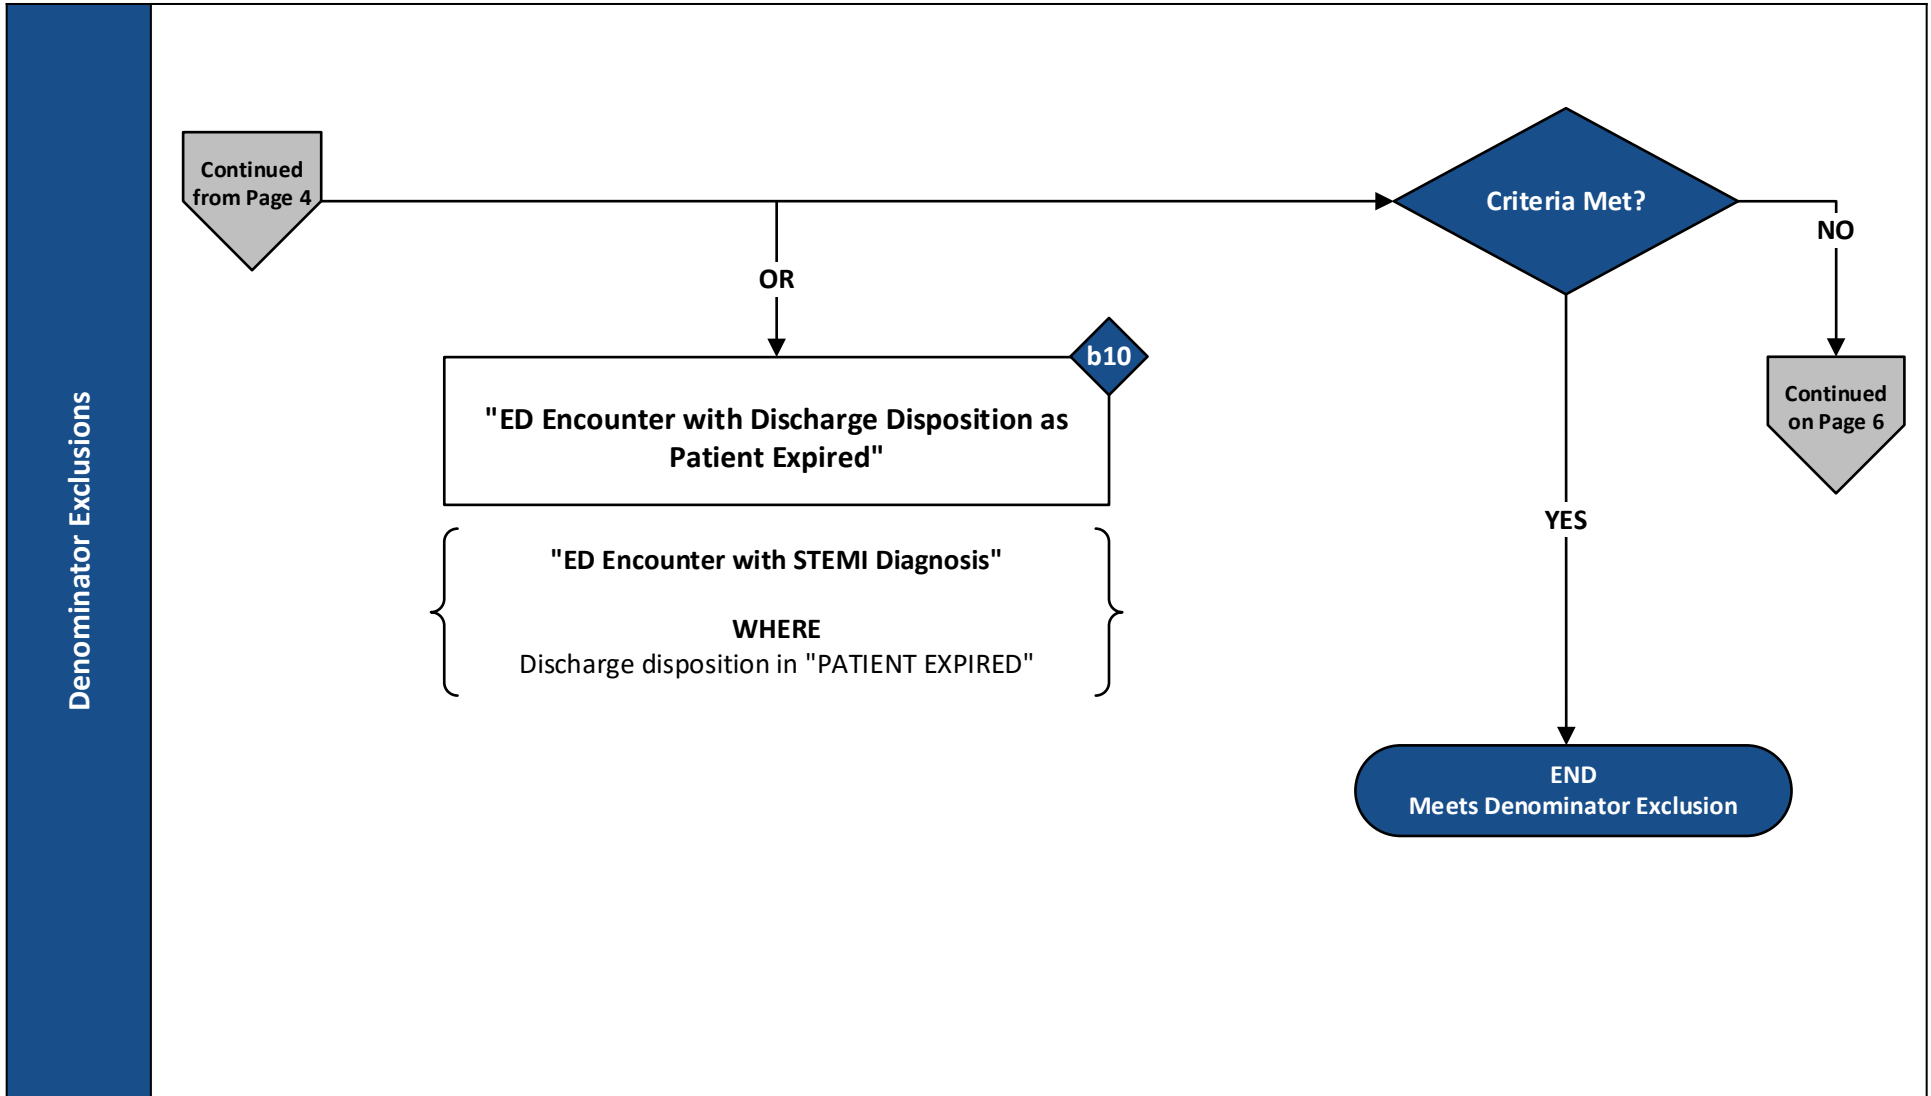 Denominator Exclusions
Continued
from Page 4
OR
b10
"ED Encounter with Discharge Disposition as
Patient Expired"
"ED Encounter with STEMI Diagnosis"
WHERE
Discharge disposition in "PATIENT EXPIRED"
Criteria Met?
NO
Continued
on Page 6
YES
END
Meets Denominator Exclusion